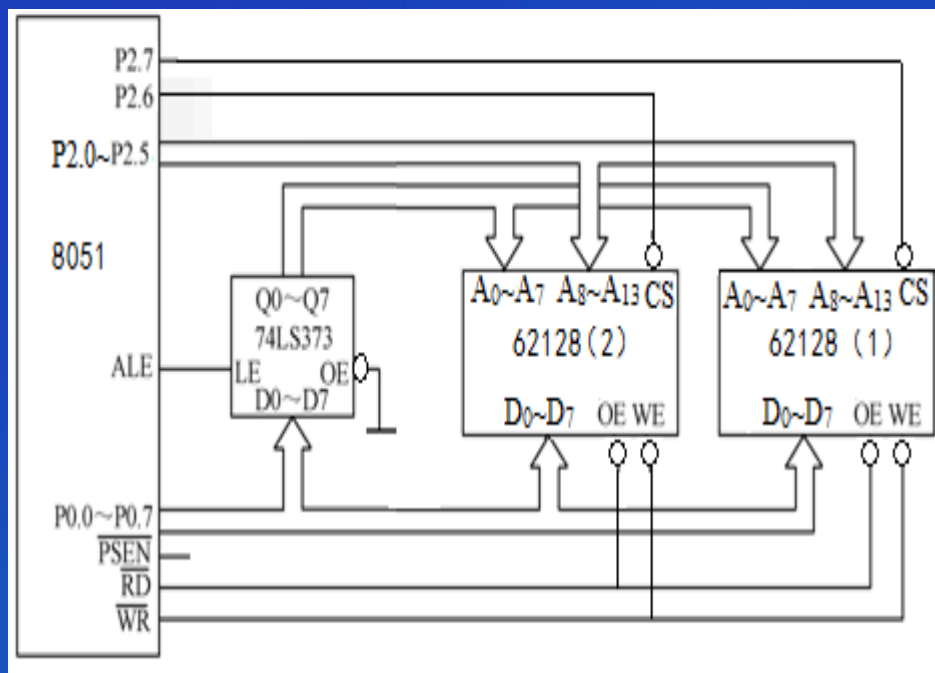 P2.7
P2.6
P2.0~P2.5
8051
ALE
P0.0～P0.7
PSEN
RD
WR
Q0～Q7
74LS373
LE OE
D0～D7
A0~A7 A8~A13 CS
62128(2)
D0~D7 OE WE
A0~A7 A8~A13 CS
62128 (1)
D0~D7 OE WE